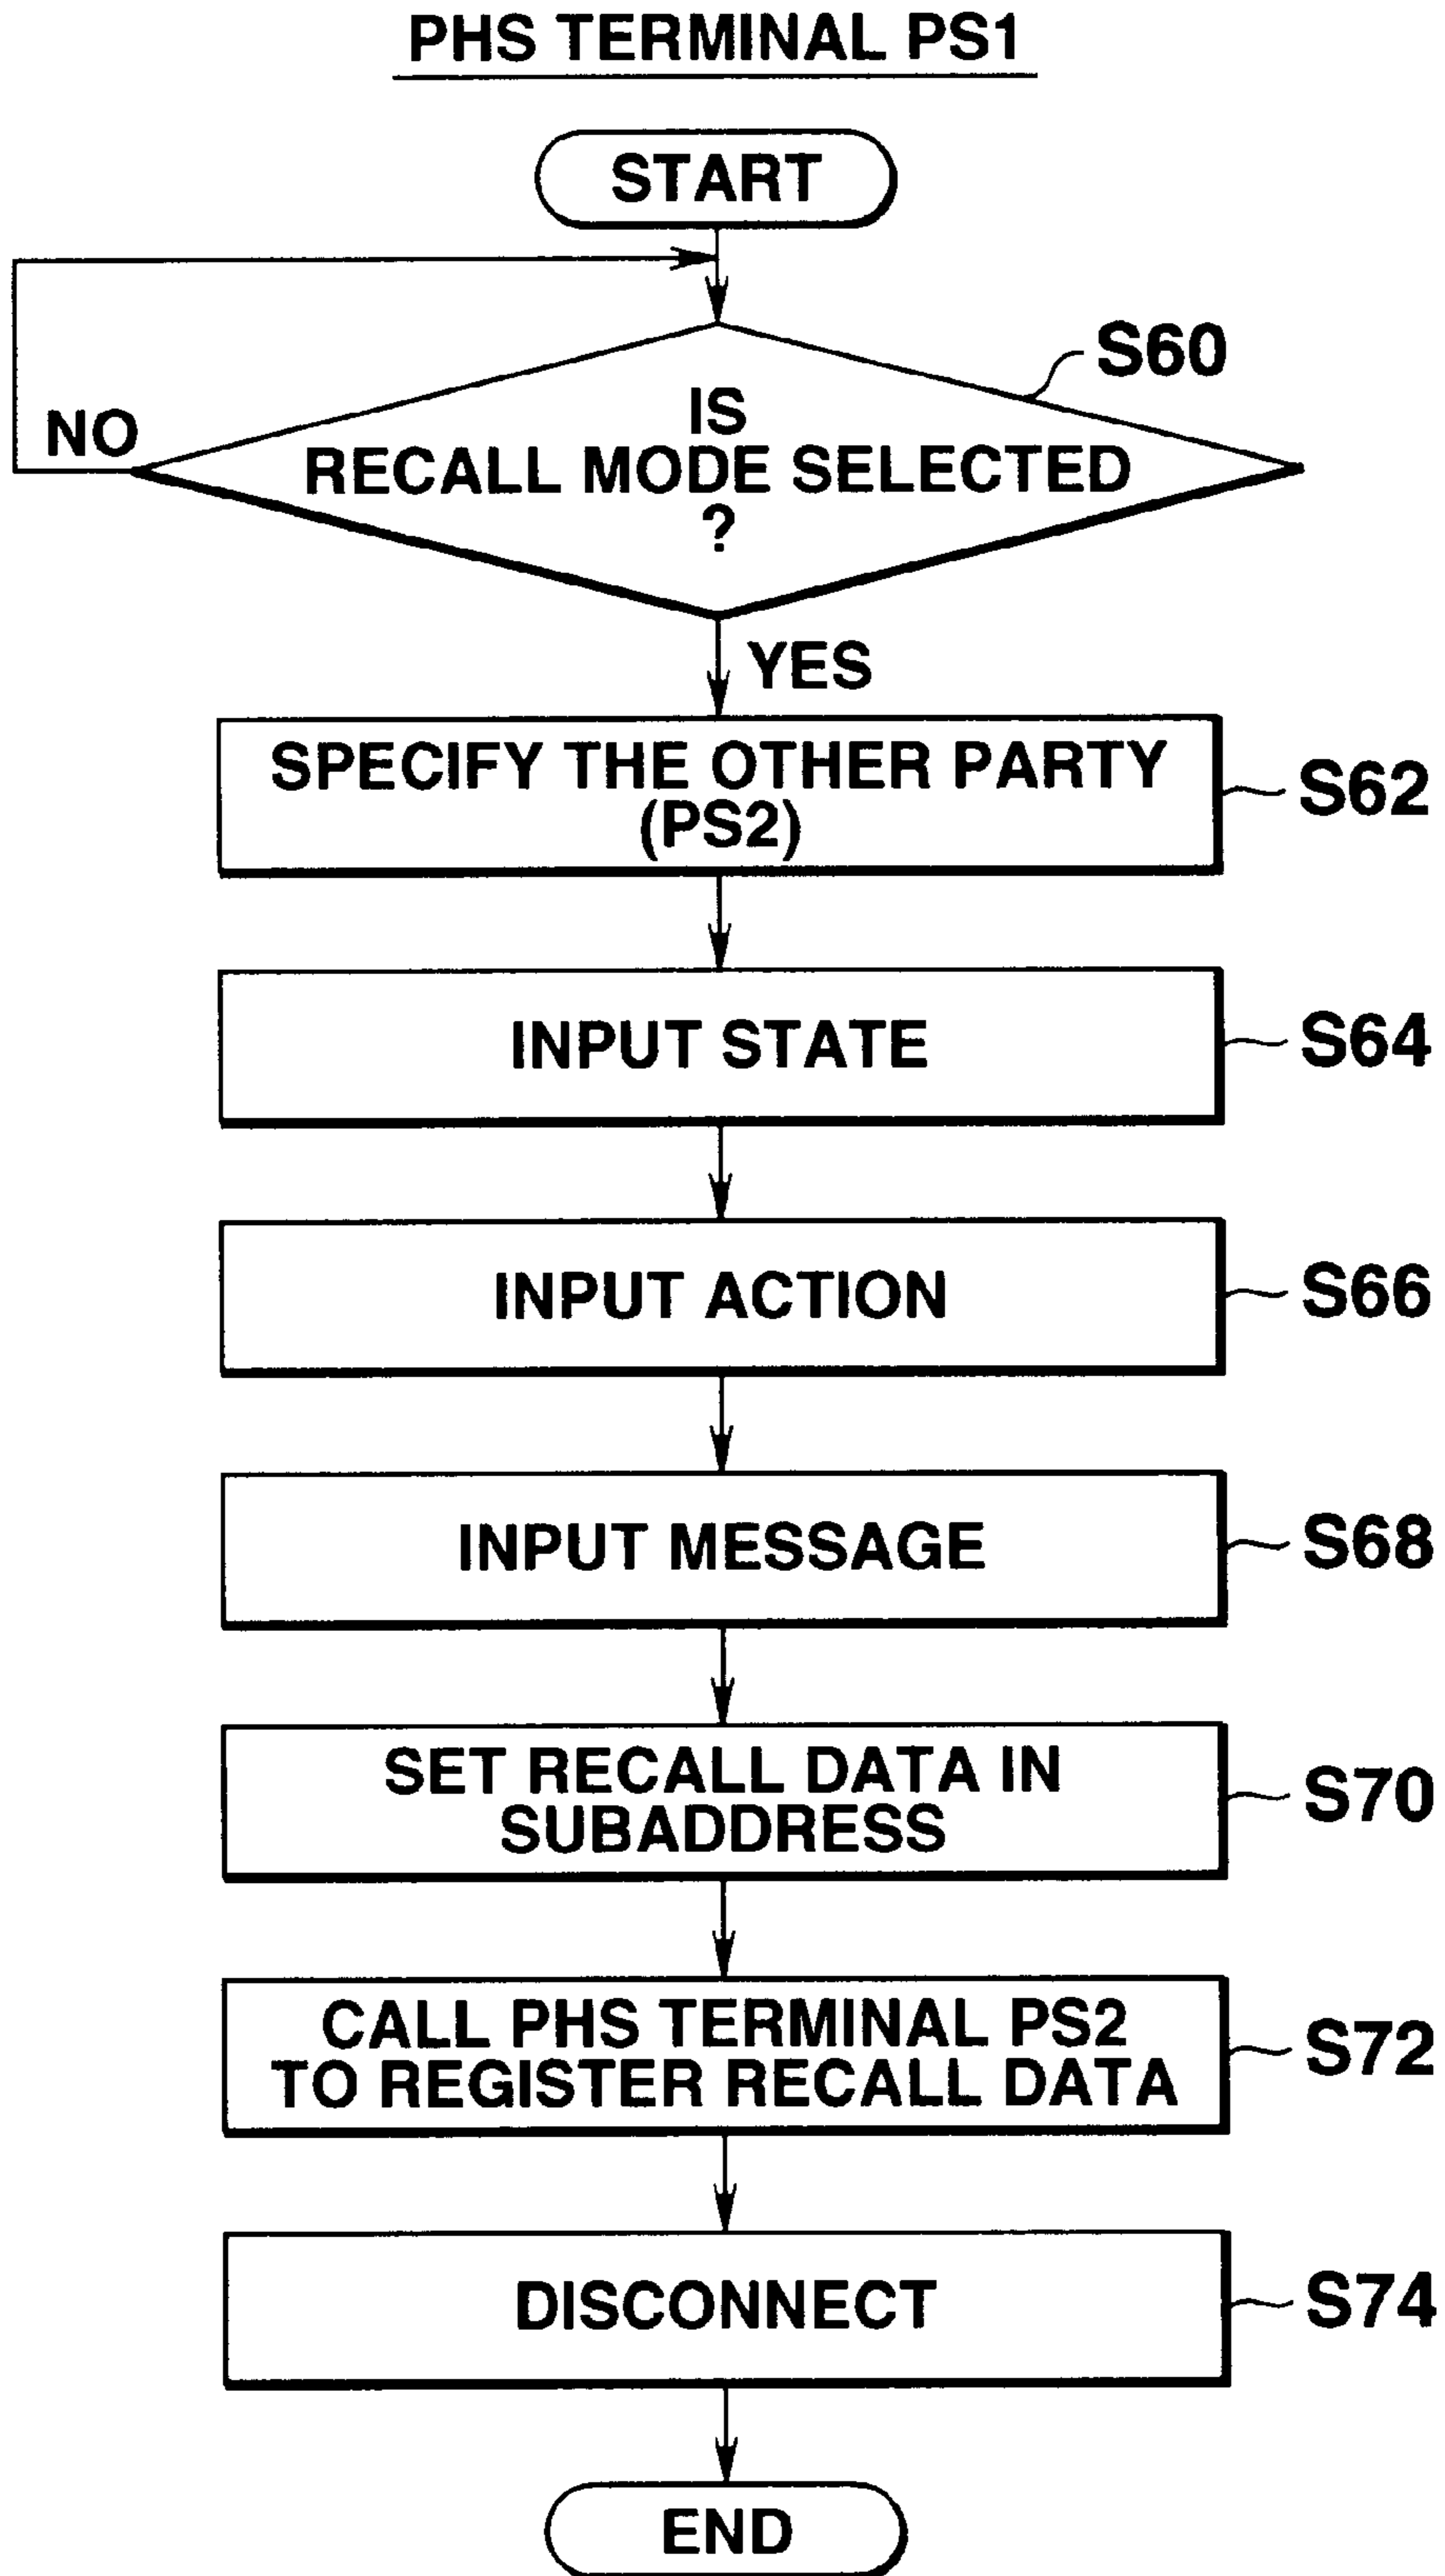 PHS TERMINAL PS1
START
S60
NO
IS
RECALL MODE SELECTED
?
YES
SPECIFY THE OTHER PARTY
(PS2)
S62
INPUT STATE
S64
INPUT ACTION
S66
INPUT MESSAGE
S68
SET RECALL DATA IN
SUBADDRESS
S70
CALL PHS TERMINAL PS2
TO REGISTER RECALL DATA
S72
DISCONNECT
S74
END